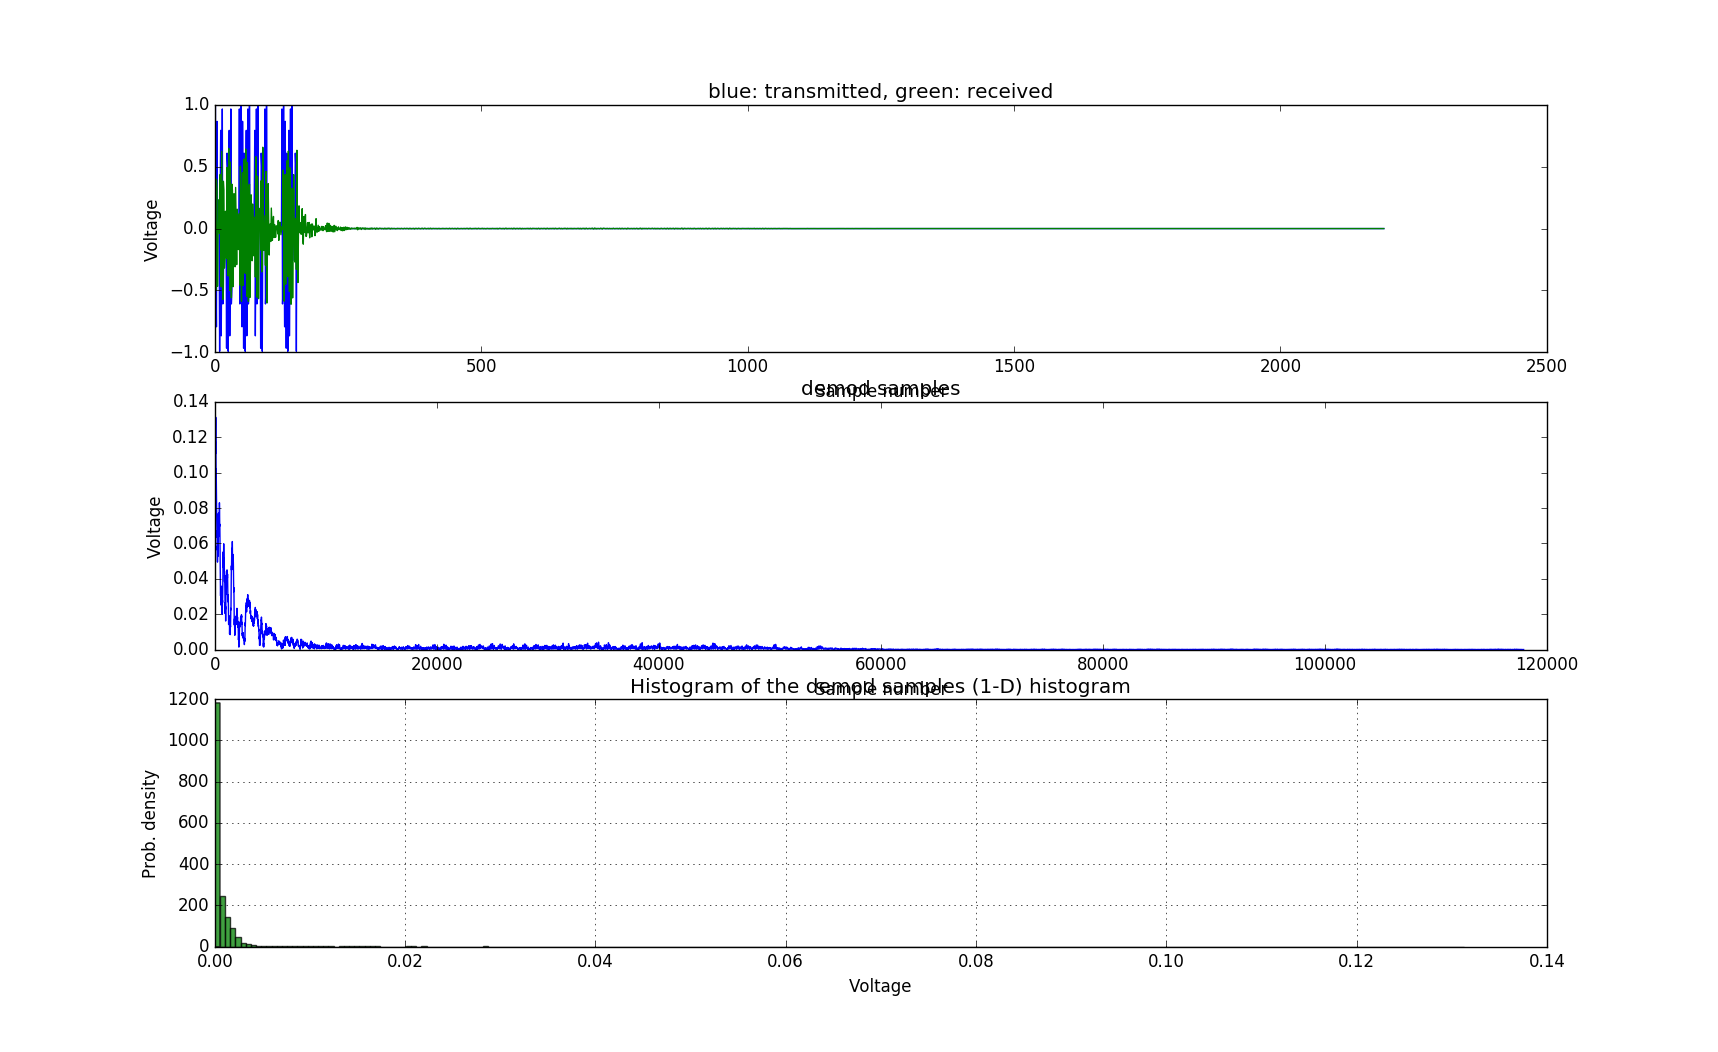 blue: transmitted, green: received
1.0
0.5
0.0
−0.5
−1.0
Voltage
0 500 1000 1500 2000 2500
Sample number
demod samples
0.14
0.12
0.10
0.08
0.06
0.04
0.02
0.00
Voltage
0 20000 40000 60000 80000 100000 120000
Sample number
Histogram of the demod samples (1-D) histogram
1200
1000
800
600
400
200
0
Prob. density
0.00 0.02 0.04 0.06 0.08 0.10 0.12 0.14
Voltage